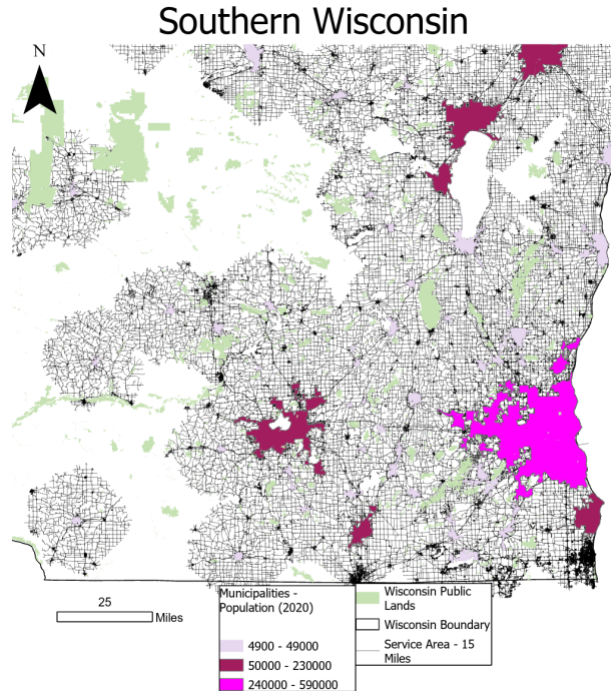 Southern Wisconsin
N
25
Miles
Municipalities -
Population (2020)
4900 - 49000
50000 - 230000
240000 - 590000
Wisconsin Public
Lands
Wisconsin Boundary
Service Area - 15
Miles